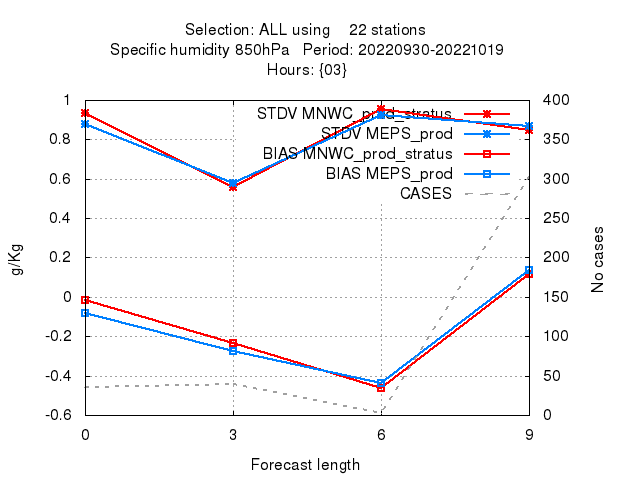 Selection: ALL using    22 stations
Specific humidity 850hPa   Period: 20220930-20221019
Hours: {03}
1
0.8
0.6
0.4
0.2
0
-0.2
-0.4
-0.6
g/Kg
STDV MNWC_prod_stratus
STDV MEPS_prod
BIAS MNWC_prod_stratus
BIAS MEPS_prod
CASES
400
350
300
250
200
150
100
50
0
No cases
0 3 6 9
Forecast length